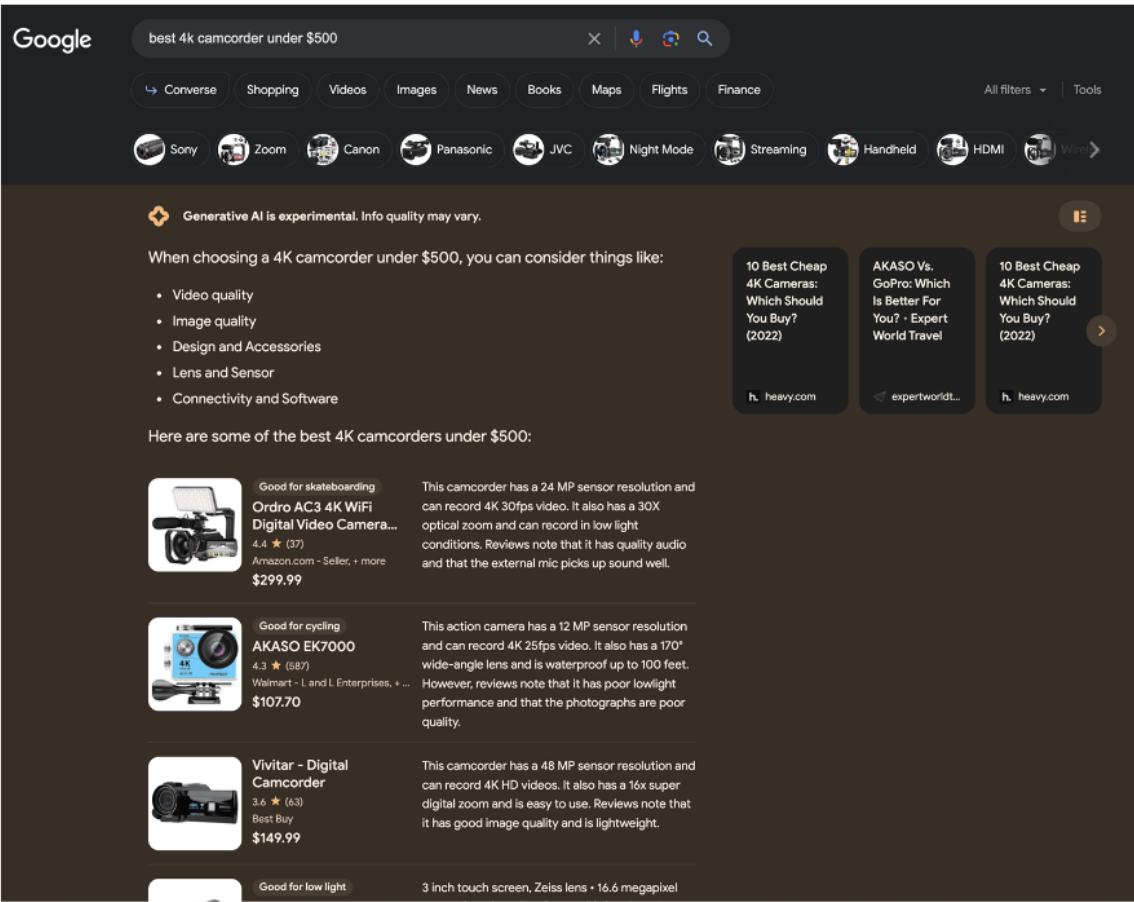 Google
best 4k camcorder under $500
Converse
Shopping
Videos
Images
News
Books
Maps
Flights
Finance
All filters
Tools
Sony
Zoom
Canon
Panasonic
JVC
Night Mode
Streaming
Handheld
HDMI
Generative AI is experimental. Info quality may vary.
When choosing a 4K camcorder under $500, you can consider things like:
• Video quality
• Image quality
• Design and Accessories
• Lens and Sensor
• Connectivity and Software
10 Best Cheap
4K Cameras:
Which Should
You Buy?
(2022)
h. heavy.com
AKASO Vs.
GoPro: Which
Is Better For
You? • Expert
World Travel
expertworldt...
10 Best Cheap
4K Cameras:
Which Should
You Buy?
(2022)
h. heavy.com
Here are some of the best 4K camcorders under $500:
Good for skateboarding
Ordro AC3 4K WiFi
Digital Video Camera...
4.4 ★ (37)
Amazon.com - Seller, + more
$299.99
This camcorder has a 24 MP sensor resolution and
can record 4K 30fps video. It also has a 30X
optical zoom and can record in low light
conditions. Reviews note that it has quality audio
and that the external mic picks up sound well.
4K
Good for cycling
AKASO EK7000
4.3 ★ (587)
Walmart - L and L Enterprises, + ...
$107.70
This action camera has a 12 MP sensor resolution
and can record 4K 25fps video. It also has a 170°
wide-angle lens and is waterproof up to 100 feet.
However, reviews note that it has poor lowlight
performance and that the photographs are poor
quality.
Vivitar - Digital
Camcorder
3.6 ★ (63)
Best Buy
$149.99
This camcorder has a 48 MP sensor resolution and
can record 4K HD videos. It also has a 16x super
digital zoom and is easy to use. Reviews note that
it has good image quality and is lightweight.
Good for low light
3 inch touch screen, Zeiss lens • 16.6 megapixel